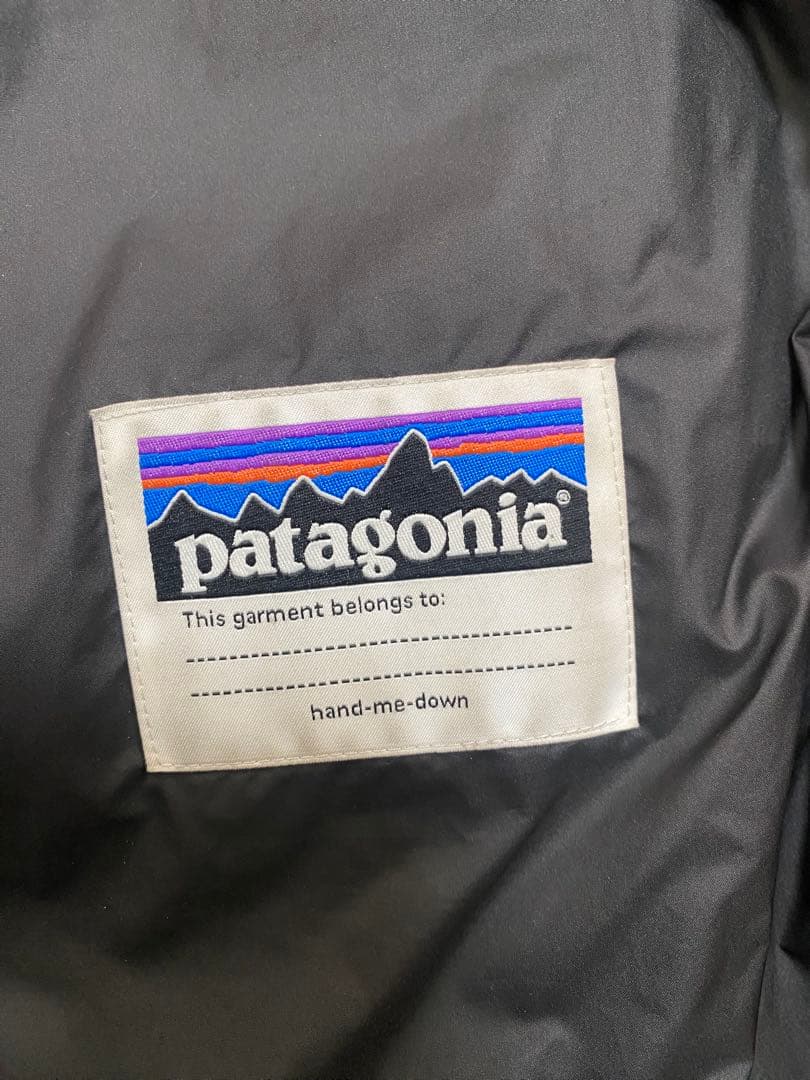 patagonia®
This garment belongs to:
hand-me-down